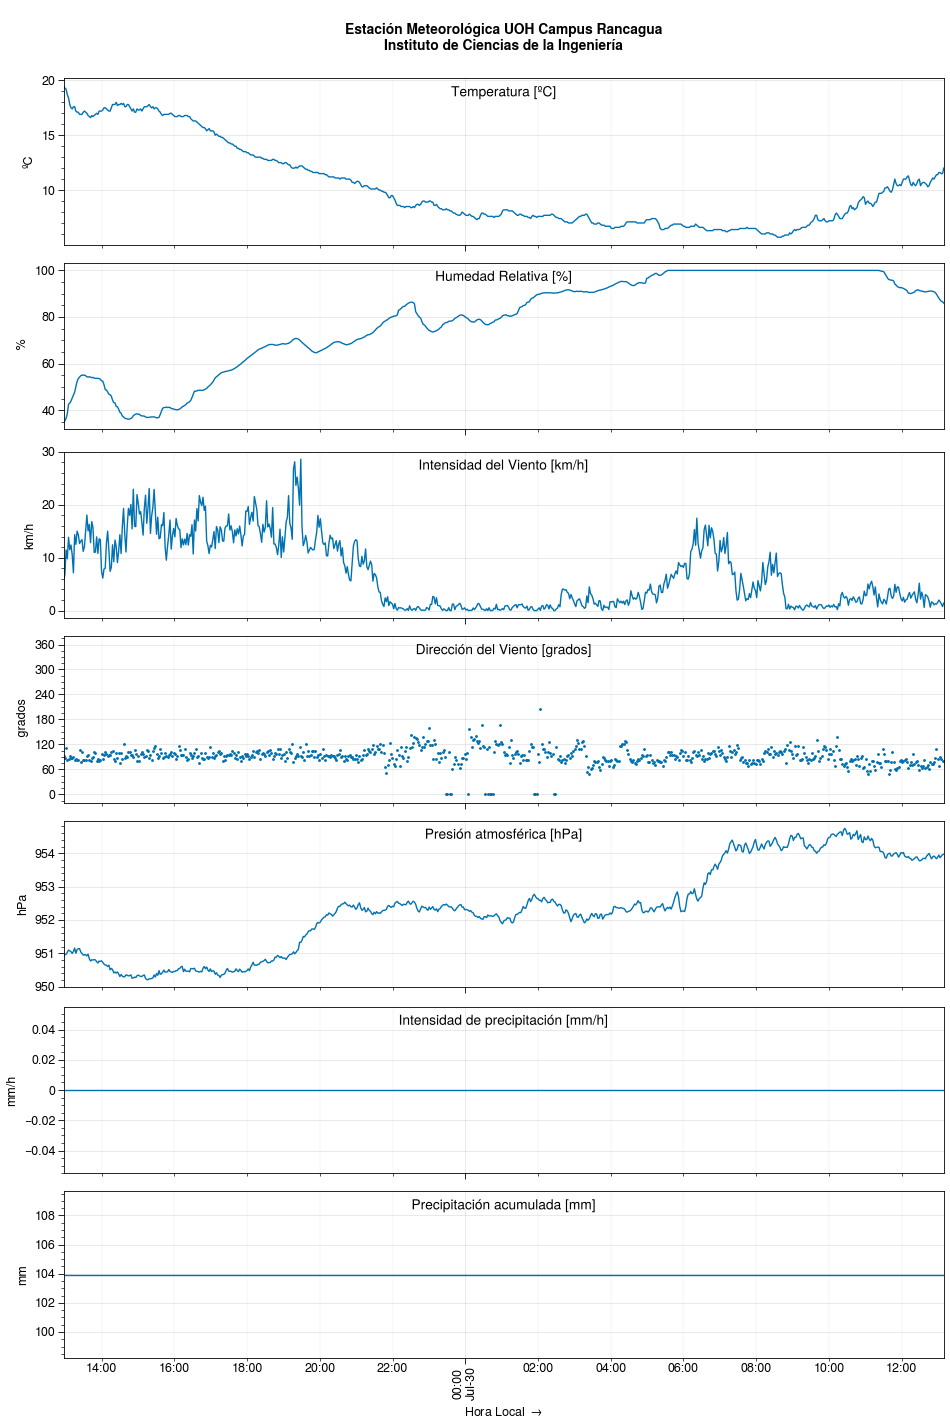 Estación Meteorológica UOH Campus Rancagua
Instituto de Ciencias de la Ingeniería
Temperatura [ºC]
ºC
20
15
10
Humedad Relativa [%]
%
100
80
60
40
Intensidad del Viento [km/h]
km/h
30
20
10
0
Dirección del Viento [grados]
grados
360
300
240
180
120
60
0
Presión atmosférica [hPa]
hPa
954
953
952
951
950
Intensidad de precipitación [mm/h]
mm/h
0.04
0.02
0
−0.02
−0.04
Precipitación acumulada [mm]
mm
108
106
104
102
100
14:00
16:00
18:00
20:00
22:00
00:00
Jul-30
02:00
04:00
06:00
08:00
10:00
12:00
Hora Local →